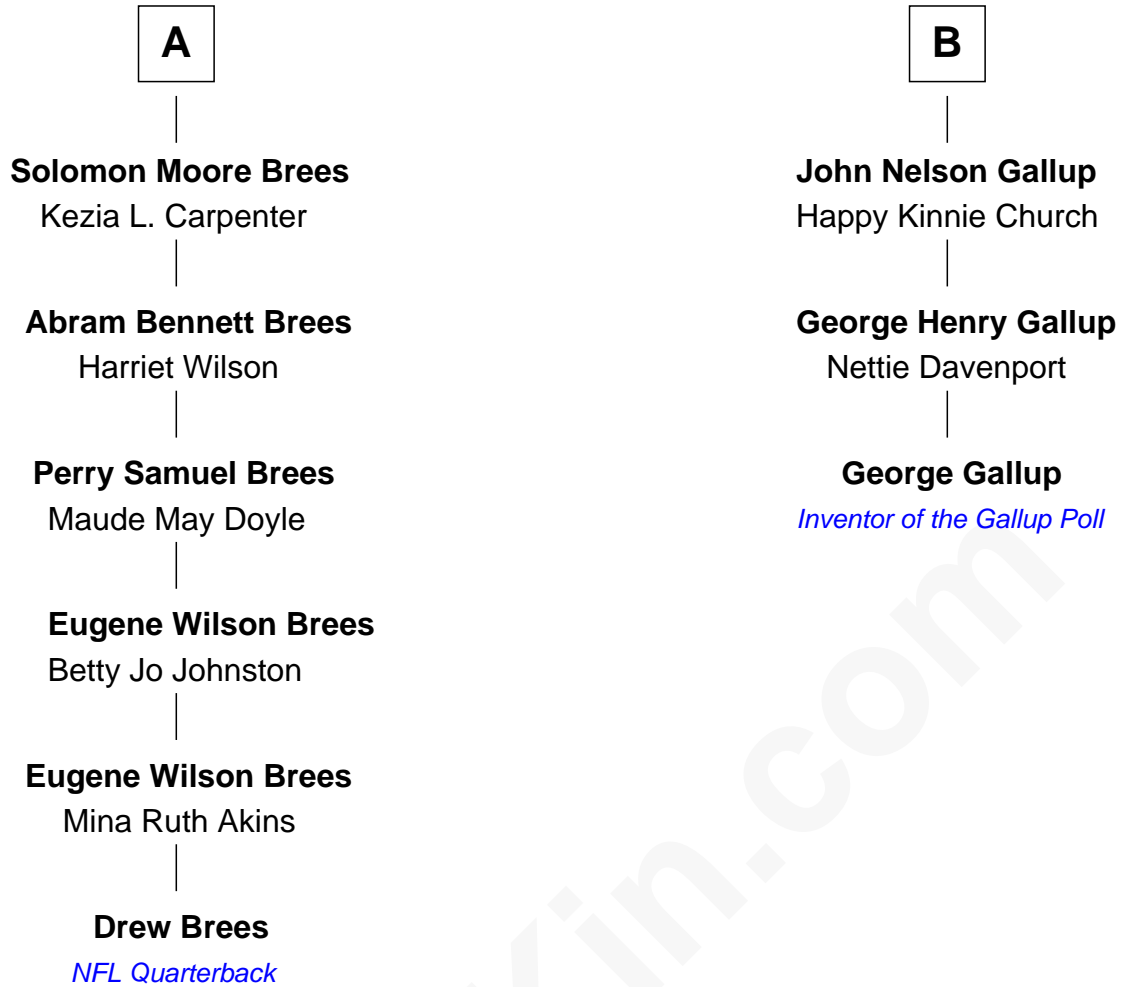 A
Solomon Moore Brees
Kezia L. Carpenter
Abram Bennett Brees
Harriet Wilson
Perry Samuel Brees
Maude May Doyle
Eugene Wilson Brees
Betty Jo Johnston
Eugene Wilson Brees
Mina Ruth Akins
Drew Brees
NFL Quarterback
B
John Nelson Gallup
Happy Kinnie Church
George Henry Gallup
Nettie Davenport
George Gallup
Inventor of the Gallup Poll
Kin.com